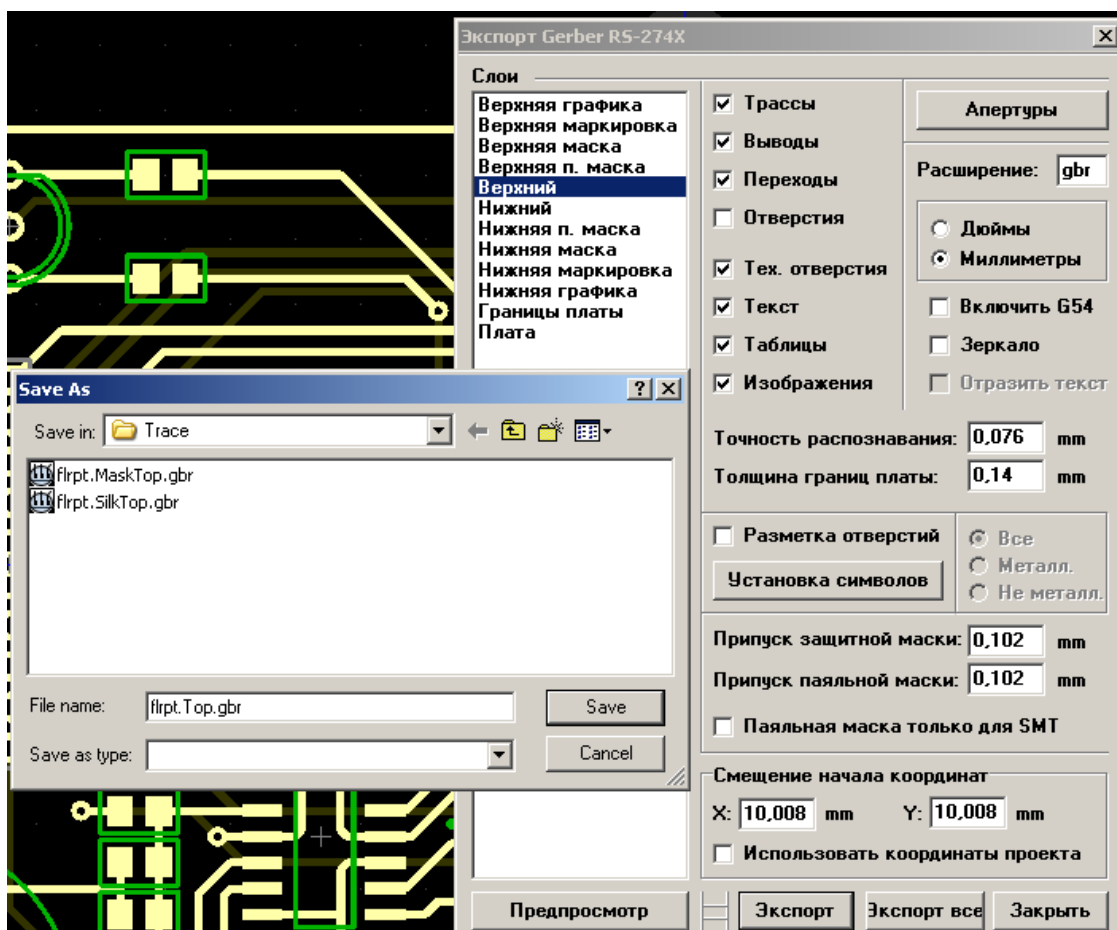 Экспорт Gerber RS-274X
Слои
Верхняя графика
Верхняя маркировка
Верхняя маска
Верхняя п. маска
Верхний
Нижний
Нижняя п. маска
Нижняя маска
Нижняя маркировка
Нижняя графика
Границы платы
Плата
Трассы
Выводы
Переходы
Отверстия
Тех. отверстия
Текст
Таблицы
Изображения
Апертуры
Расширение: gbr
Дюймы
Миллиметры
Включить G54
Зеркало
Отразить текст
Точность распознавания: 0,076 mm
Толщина границ платы: 0,14 mm
Разметка отверстий
Установка символов
Все
Металл.
Не металл.
Припуск защитной маски: 0,102 mm
Припуск паяльной маски: 0,102 mm
Паяльная маска только для SMT
Смещение начала координат
X: 10,008 mm Y: 10,008 mm
Использовать координаты проекта
Предпросмотр
Экспорт
Экспорт все
Закрыть
Save As
Save in: Trace
flrpt.MaskTop.gbr
flrpt.SilkTop.gbr
File name: flrpt.Top.gbr
Save
Save as type:
Cancel